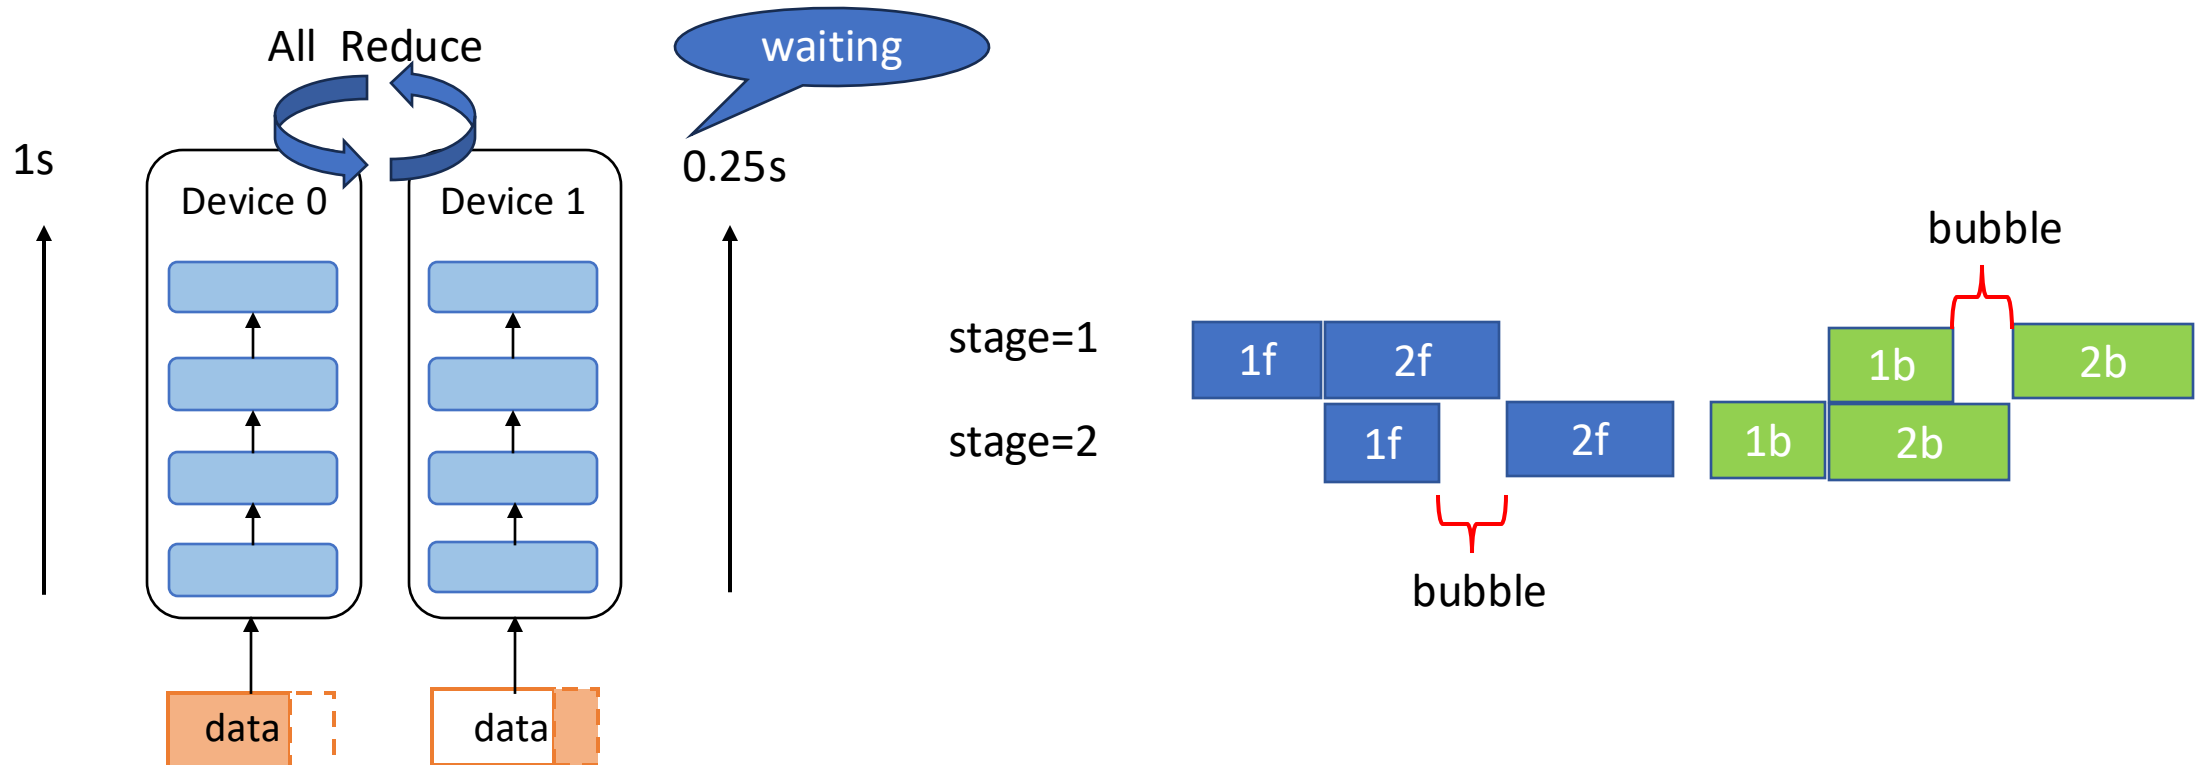 All Reduce
waiting
1s
0.25s
Device 0
Device 1
data
data
bubble
stage=1
1f
2f
1b
2b
stage=2
1f
2f
1b
2b
bubble